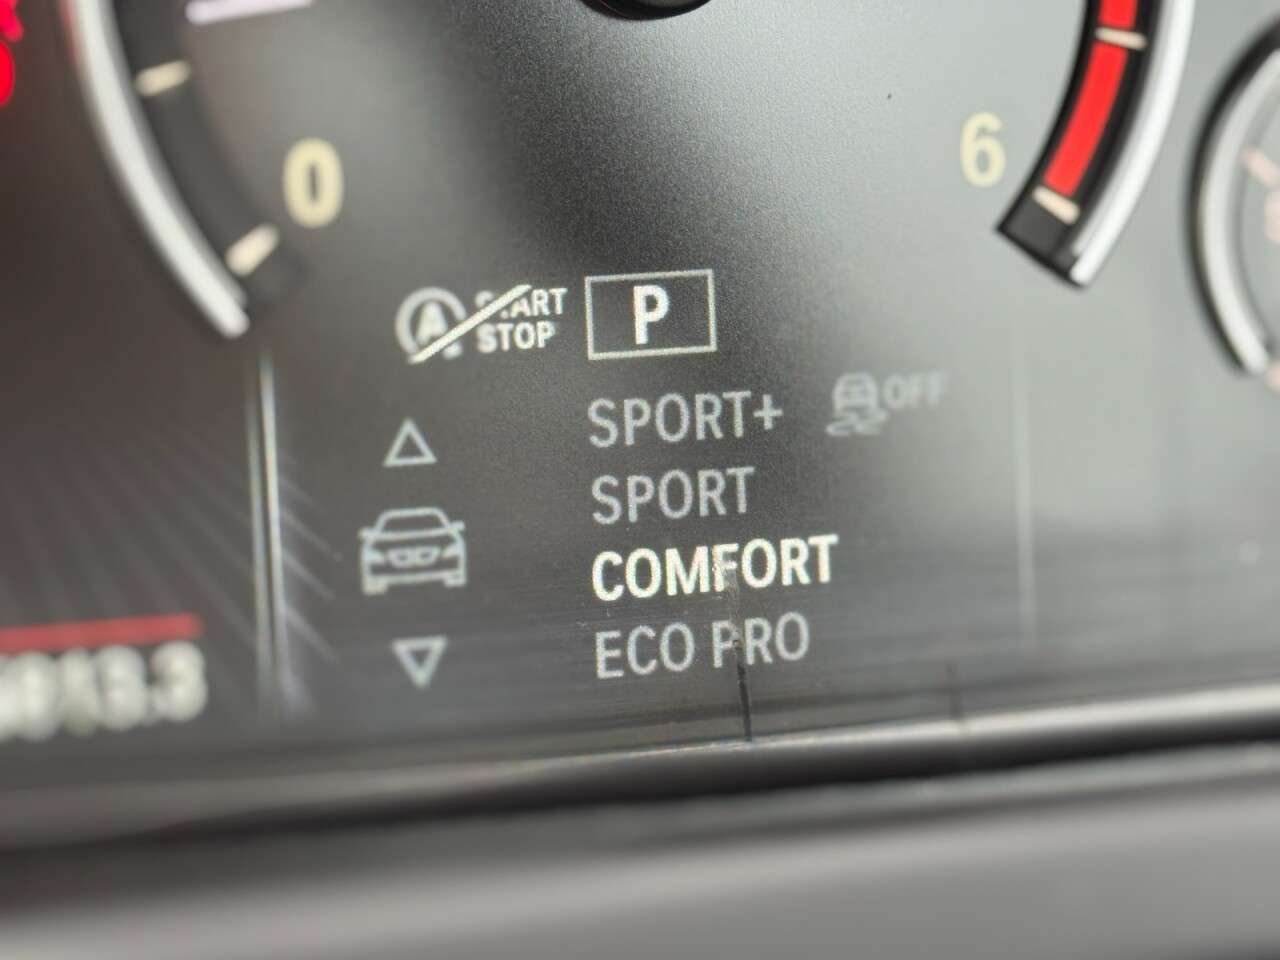 0
6
A START STOP
P
SPORT+ OFF
SPORT
COMFORT
ECO PRO